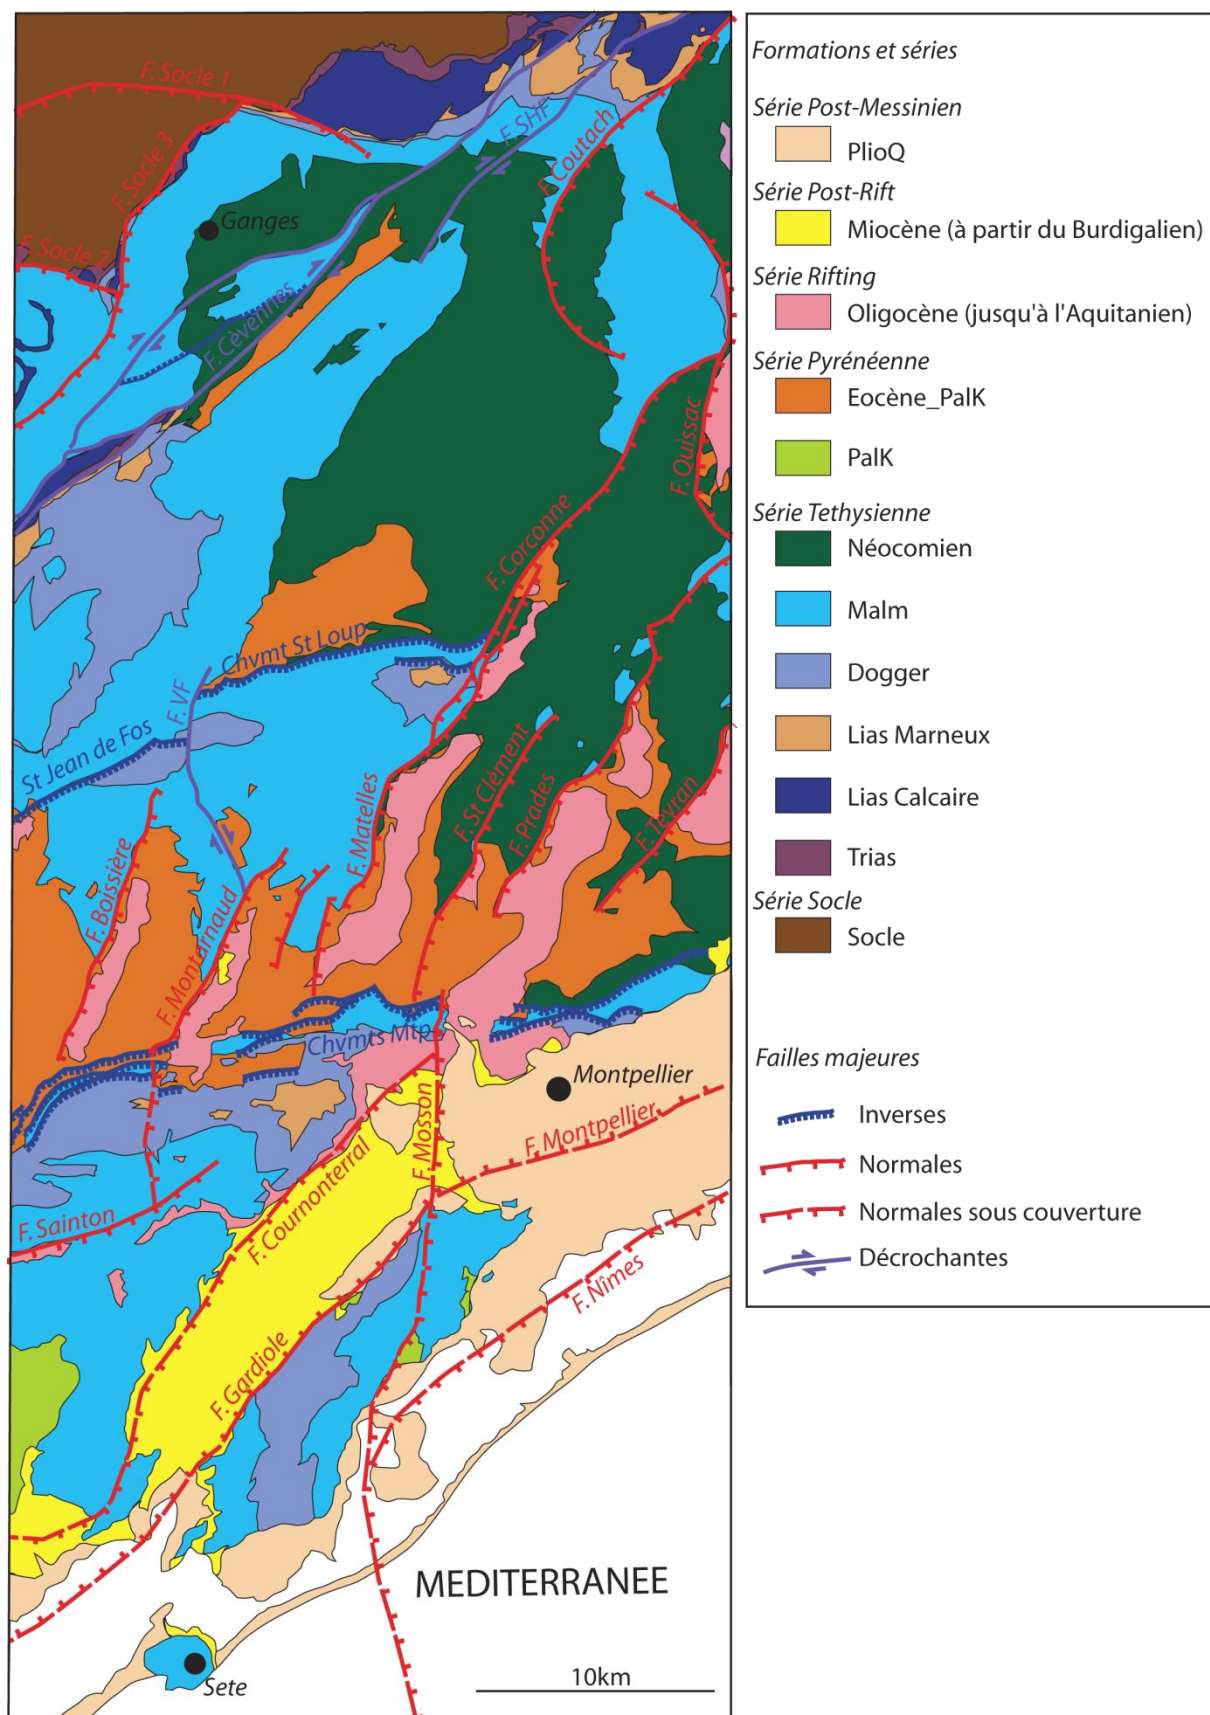 F. Socle 1
F. SHF
F. Coutach
F. Socle 3
Ganges
F. Socle 2
F. Cèvennes
F. Quissac
F. Corconne
Chvmt St Loup
F. VF
St Jean de Fos
F. Matelles
F. St Clément
F. Prades
F. Teyran
F. Boissière
F. Montarnaud
Chvmts Mtp
Montpellier
F. Mosson
F. Montpellier
F. Sainton
F. Cournonterral
F. Nîmes
F. Gardiole
MEDITERRANEE
Sete
10km
Formations et séries
Série Post-Messinien
PlioQ
Série Post-Rift
Miocène (à partir du Burdigalien)
Série Rifting
Oligocène (jusqu'à l'Aquitanien)
Série Pyrénéenne
Eocène_PalK
PalK
Série Tethysienne
Néocomien
Malm
Dogger
Lias Marneux
Lias Calcaire
Trias
Série Socle
Socle
Failles majeures
Inverses
Normales
Normales sous couverture
Décrochantes